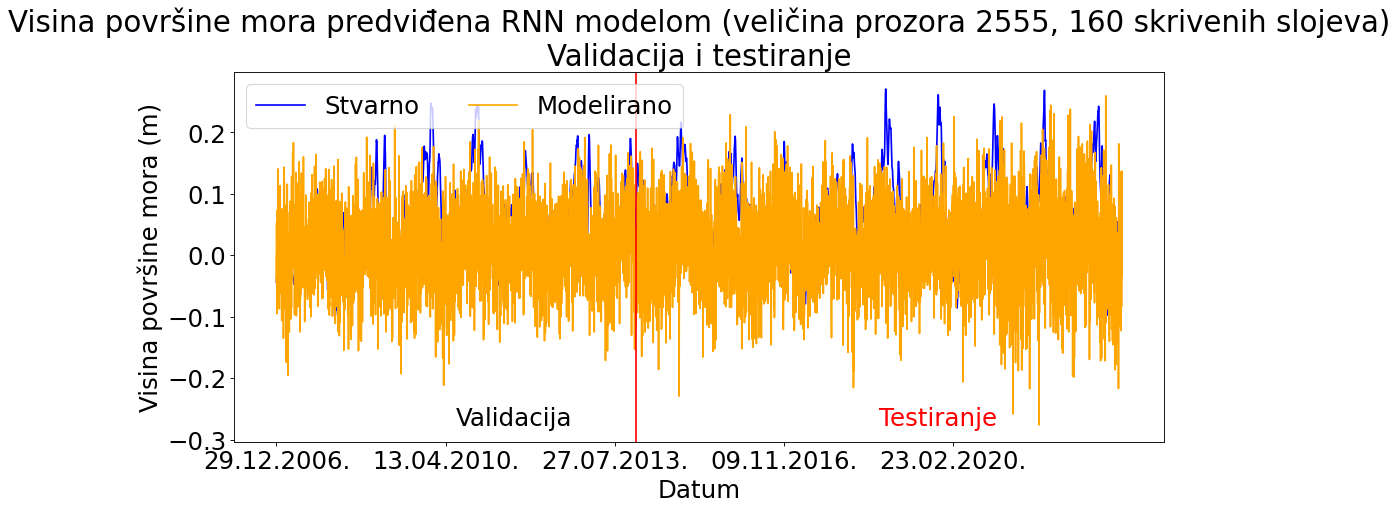 Visina površine mora predviđena RNN modelom (veličina prozora 2555, 160 skrivenih slojeva)
Validacija i testiranje
Stvarno Modelirano
Visina površine mora (m)
0.2
0.1
0.0
−0.1
−0.2
−0.3
Validacija Testiranje
29.12.2006. 13.04.2010. 27.07.2013. 09.11.2016. 23.02.2020.
Datum